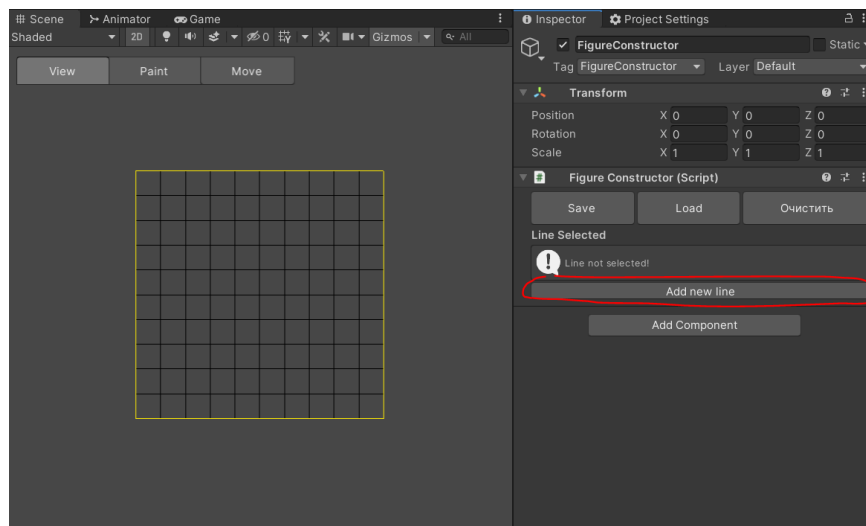 Scene Animator Game
Shaded 2D 0 Gizmos All
View Paint Move
Inspector Project Settings
FigureConstructor Static
Tag FigureConstructor Layer Default
Transform
Position X 0 Y 0 Z 0
Rotation X 0 Y 0 Z 0
Scale X 1 Y 1 Z 1
# Figure Constructor (Script)
Save Load Очистить
Line Selected
! Line not selected!
Add new line
Add Component